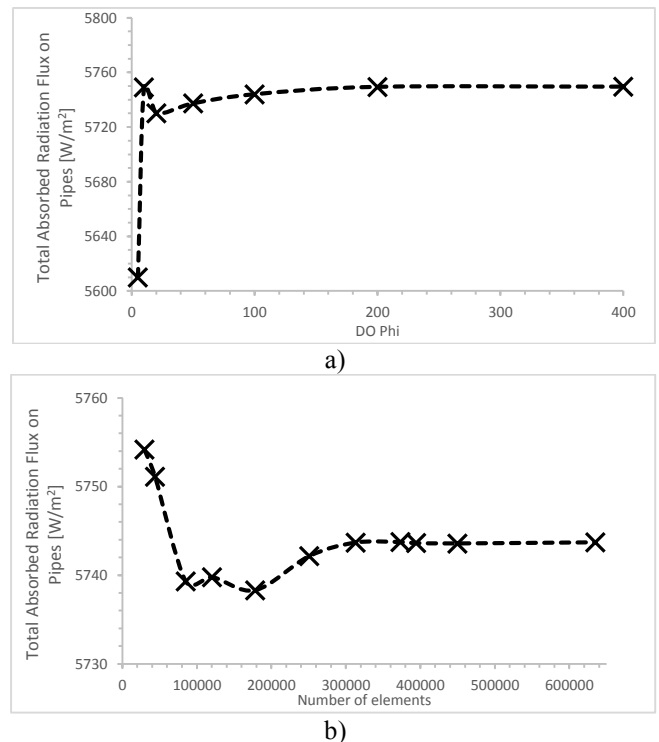 Total Absorbed Radiation Flux on
Pipes [W/m²]
5800
5760
5720
5680
5640
5600
0
100
200
300
400
DO Phi
a)
Total Absorbed Radiation Flux on
Pipes [W/m²]
5760
5750
5740
5730
0
100000
200000
300000
400000
500000
600000
Number of elements
b)